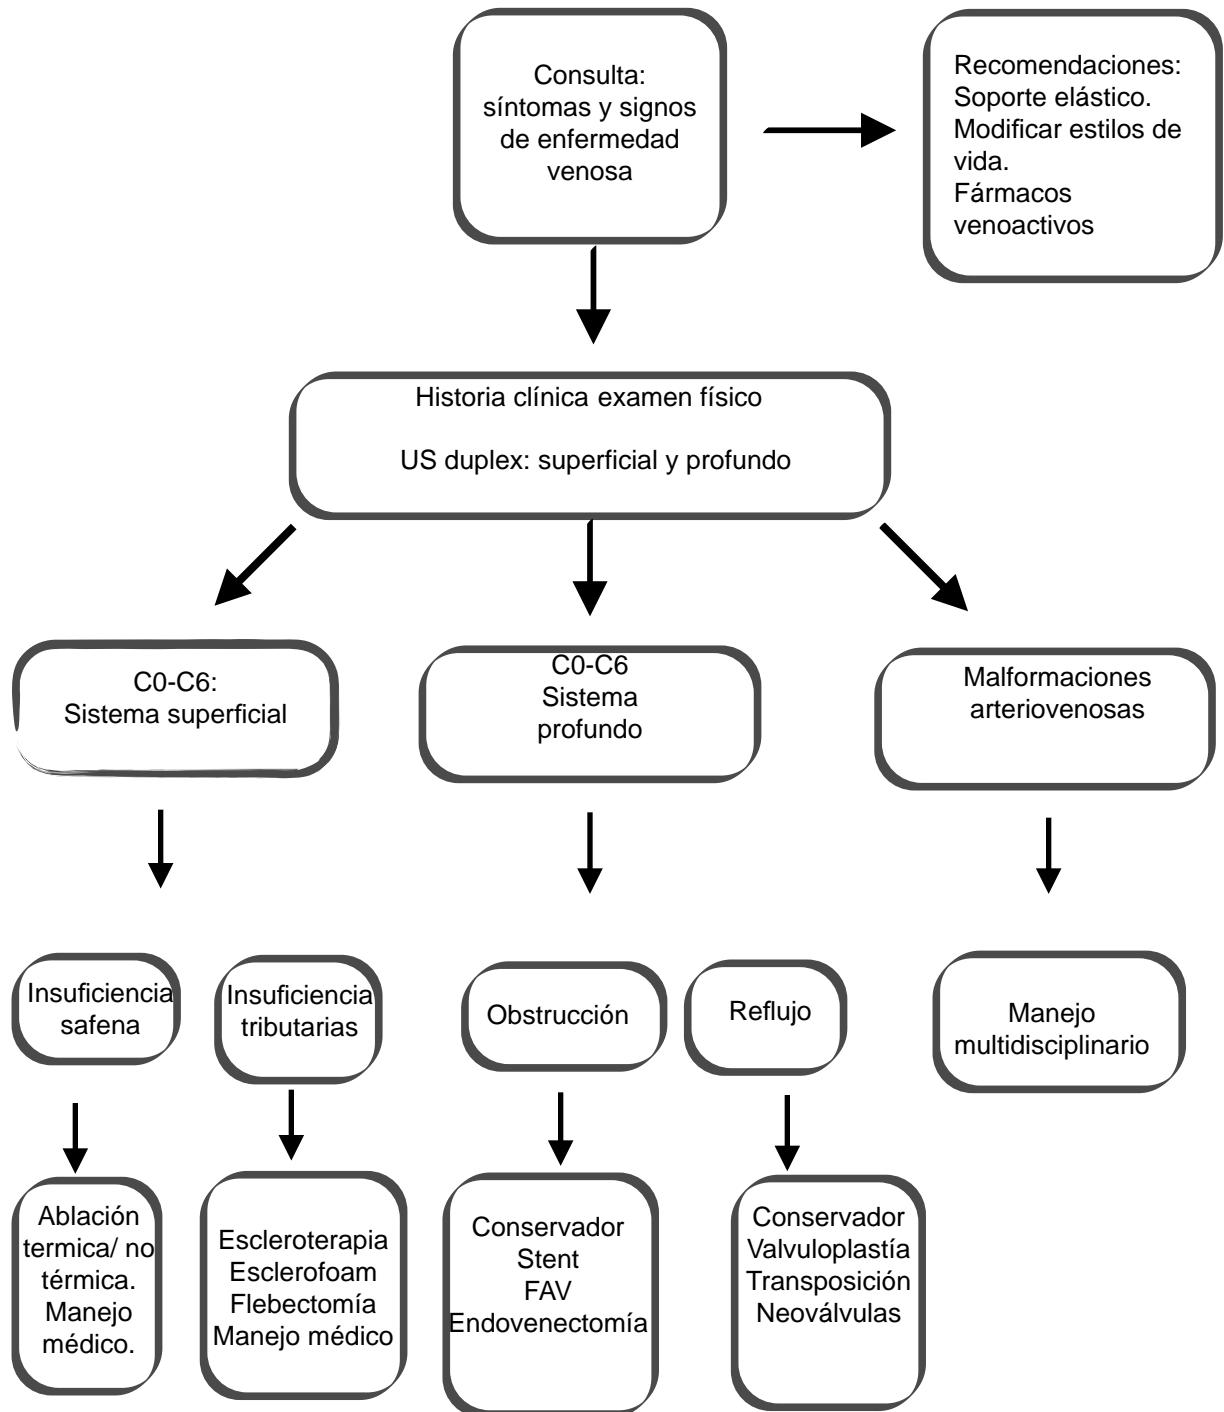 Consulta:
síntomas y signos
de enfermedad
venosa
Recomendaciones:
Soporte elástico.
Modificar estilos de
vida.
Fármacos
venoactivos
Historia clínica examen físico
US duplex: superficial y profundo
C0-C6:
Sistema superficial
C0-C6
Sistema
profundo
Malformaciones
arteriovenosas
Insuficiencia
safena
Insuficiencia
tributarias
Obstrucción
Reflujo
Manejo
multidisciplinario
Ablación
termica/ no
térmica.
Manejo
médico.
Escleroterapia
Esclerofoam
Flebectomía
Manejo médico
Conservador
Stent
FAV
Endovenectomía
Conservador
Valvuloplastía
Transposición
Neoválvulas